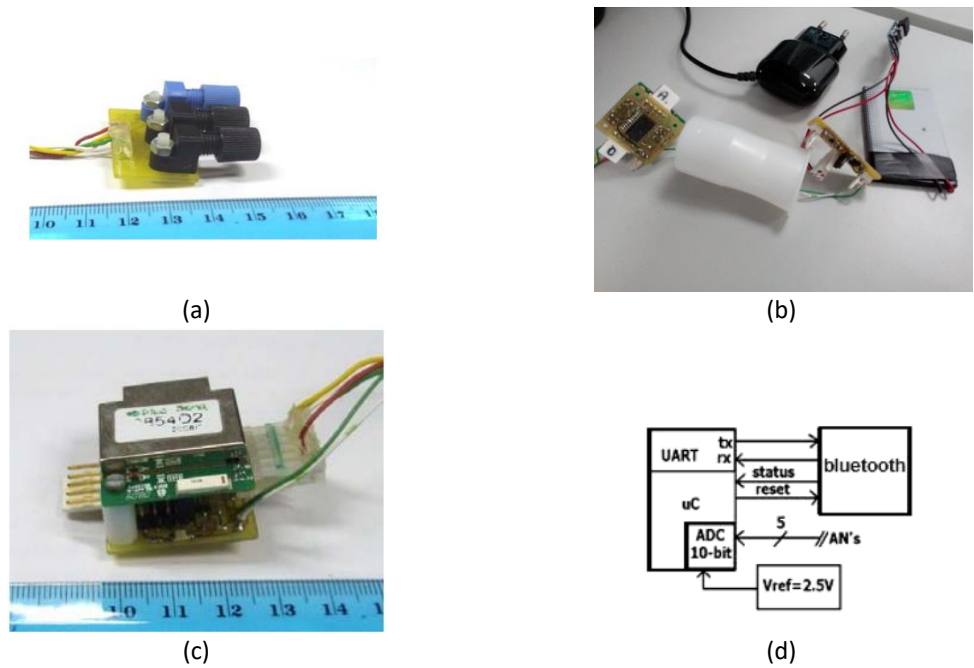 10 11 12 13 14 15 16 17
(a)
A.
(b)
85402
10 11 12 13 14
(c)
UART
tx
rx
bluetooth
status
reset
uC
ADC
10-bit
5
AN's
Vref=2.5V
(d)